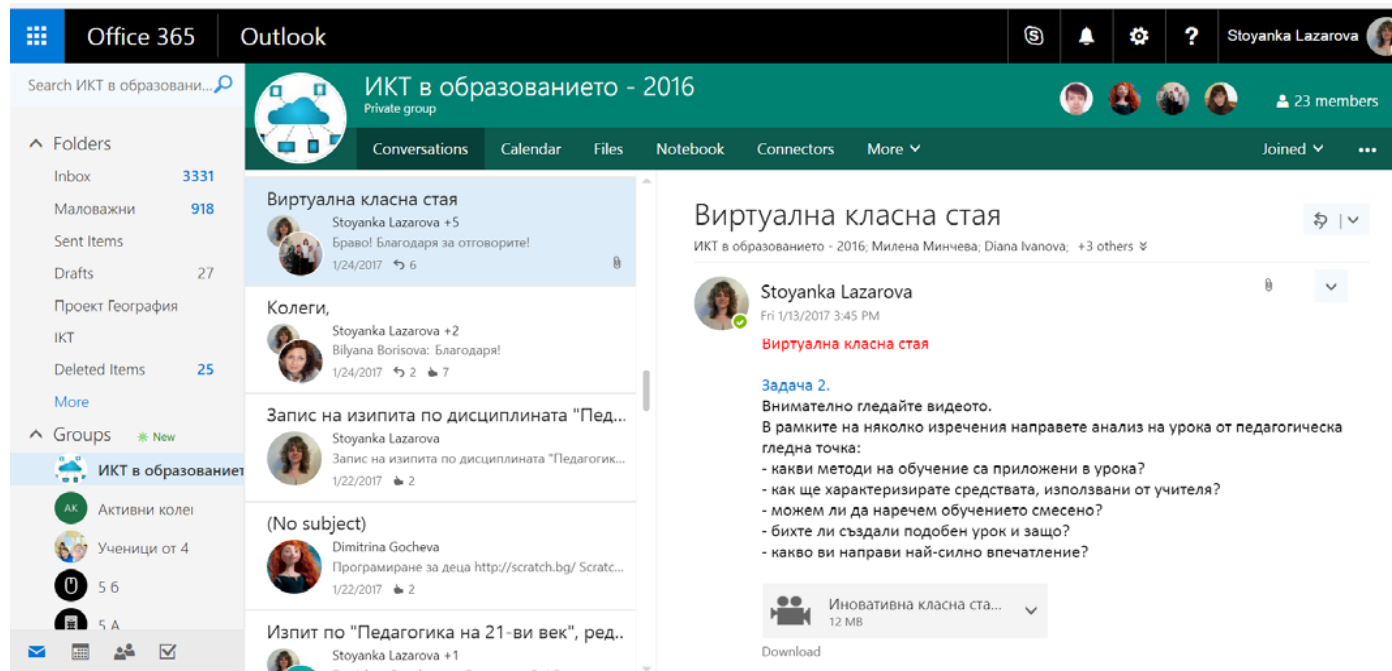 Office 365
Outlook
Stoyanka Lazarova
Search ИКТ в образовани...
ИКТ в образованието - 2016
Private group
23 members
Conversations Calendar Files Notebook Connectors More
Joined
Folders
Inbox 3331
Маловажни 918
Sent Items
Drafts 27
Проект География
ІКТ
Deleted Items 25
More
Groups New
ИКТ в образованиет
АК Активни колег
Ученици от 4
5 б
5 А
Виртуална класна стая
Stoyanka Lazarova +5
Браво! Благодаря за отговорите!
1/24/2017 6
Колеги,
Stoyanka Lazarova +2
Bilyana Borisova: Благодаря!
1/24/2017 2 7
Запис на изипита по дисциплината "Пед...
Stoyanka Lazarova
Запис на изипита по дисциплината "Педагогик...
1/22/2017 2
(No subject)
Dimitrina Gocheva
Програмиране за деца http://scratch.bg/ Scratc...
1/22/2017 2
Изпит по "Педагогика на 21-ви век", ред..
Stoyanka Lazarova +1
Виртуална класна стая
ИКТ в образованието - 2016; Милена Минчева; Diana Ivanova; +3 others
Stoyanka Lazarova
Fri 1/13/2017 3:45 PM
Виртуална класна стая
Задача 2.
Внимателно гледайте видеото.
В рамките на няколко изречения направете анализ на урока от педагогическа
гледна точка:
- какви методи на обучение са приложени в урока?
- как ще характеризирате средствата, използвани от учителя?
- можем ли да наречем обучението смесено?
- бихте ли създали подобен урок и защо?
- какво ви направи най-силно впечатление?
Иновативна класна ста...
12 MB
Download